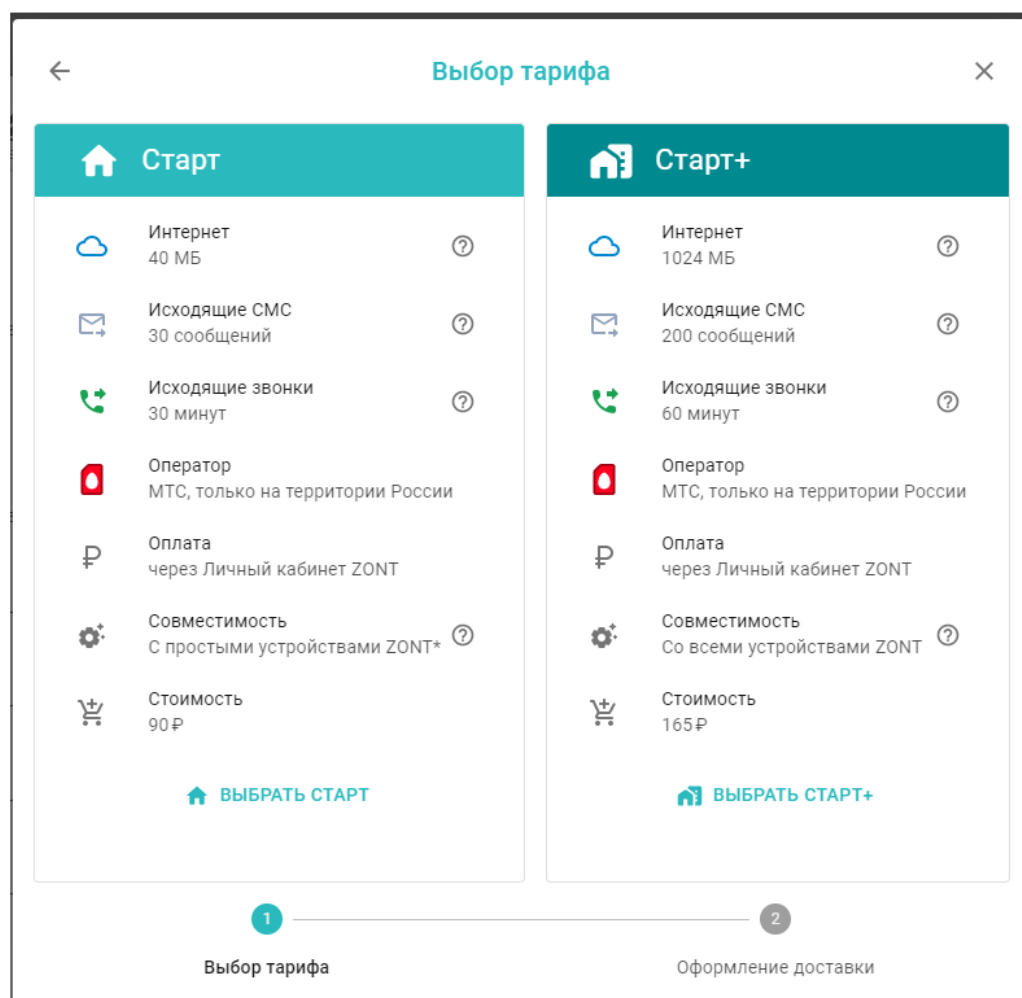 Выбор тарифа
Старт
Интернет
40 МБ
Исходящие СМС
30 сообщений
Исходящие звонки
30 минут
Оператор
МТС, только на территории России
Оплата
через Личный кабинет ZONT
Совместимость
С простыми устройствами ZONT*
Стоимость
90 ₽
ВЫБРАТЬ СТАРТ
Старт+
Интернет
1024 МБ
Исходящие СМС
200 сообщений
Исходящие звонки
60 минут
Оператор
МТС, только на территории России
Оплата
через Личный кабинет ZONT
Совместимость
Со всеми устройствами ZONT
Стоимость
165 ₽
ВЫБРАТЬ СТАРТ+
1
Выбор тарифа
2
Оформление доставки